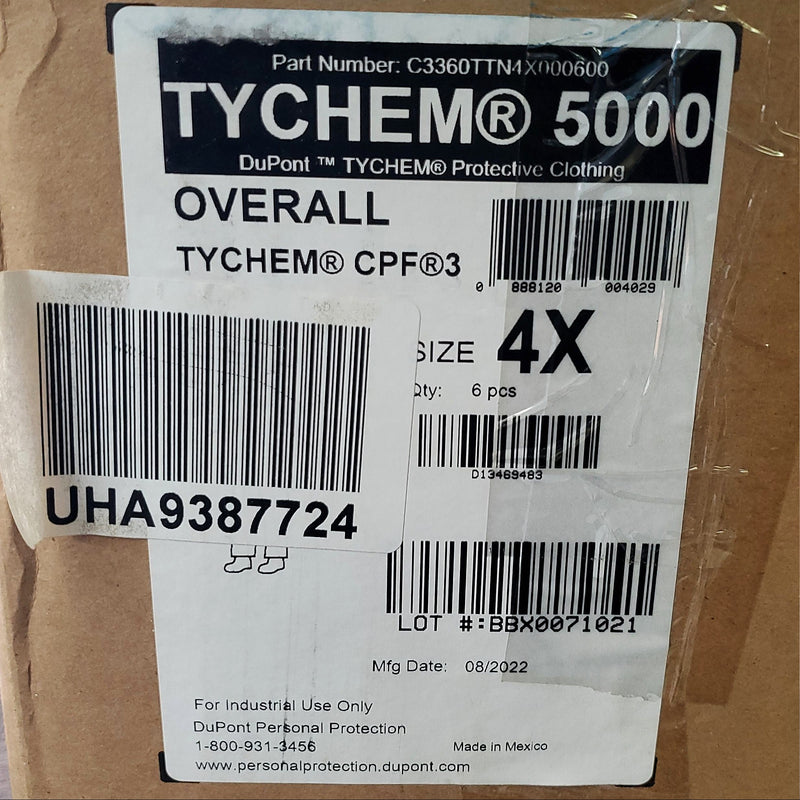 Part Number: C3360TTN4X000600
TYCHEM® 5000
DuPont ™ TYCHEM® Protective Clothing
OVERALL
TYCHEM® CPF®3
0 888120 004029
SIZE 4X
Qty: 6 pcs
D13469483
UHA9387724
LOT #:BBX0071021
Mfg Date: 08/2022
For Industrial Use Only
DuPont Personal Protection
1-800-931-3456
Made in Mexico
www.personalprotection.dupont.com